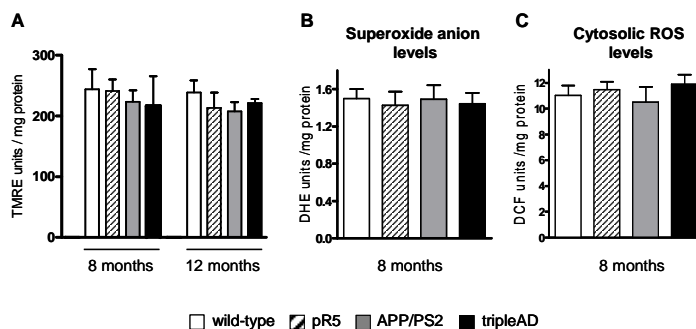 A
TMRE units / mg protein
300
200
100
0
8 months
12 months
B
Superoxide anion
levels
DHE units /mg protein
1.6
1.2
0.8
0.4
0.0
8 months
C
Cytosolic ROS
levels
DCF units /mg protein
12
10
8
6
4
2
0
8 months
wild-type pR5 APP/PS2 tripleAD